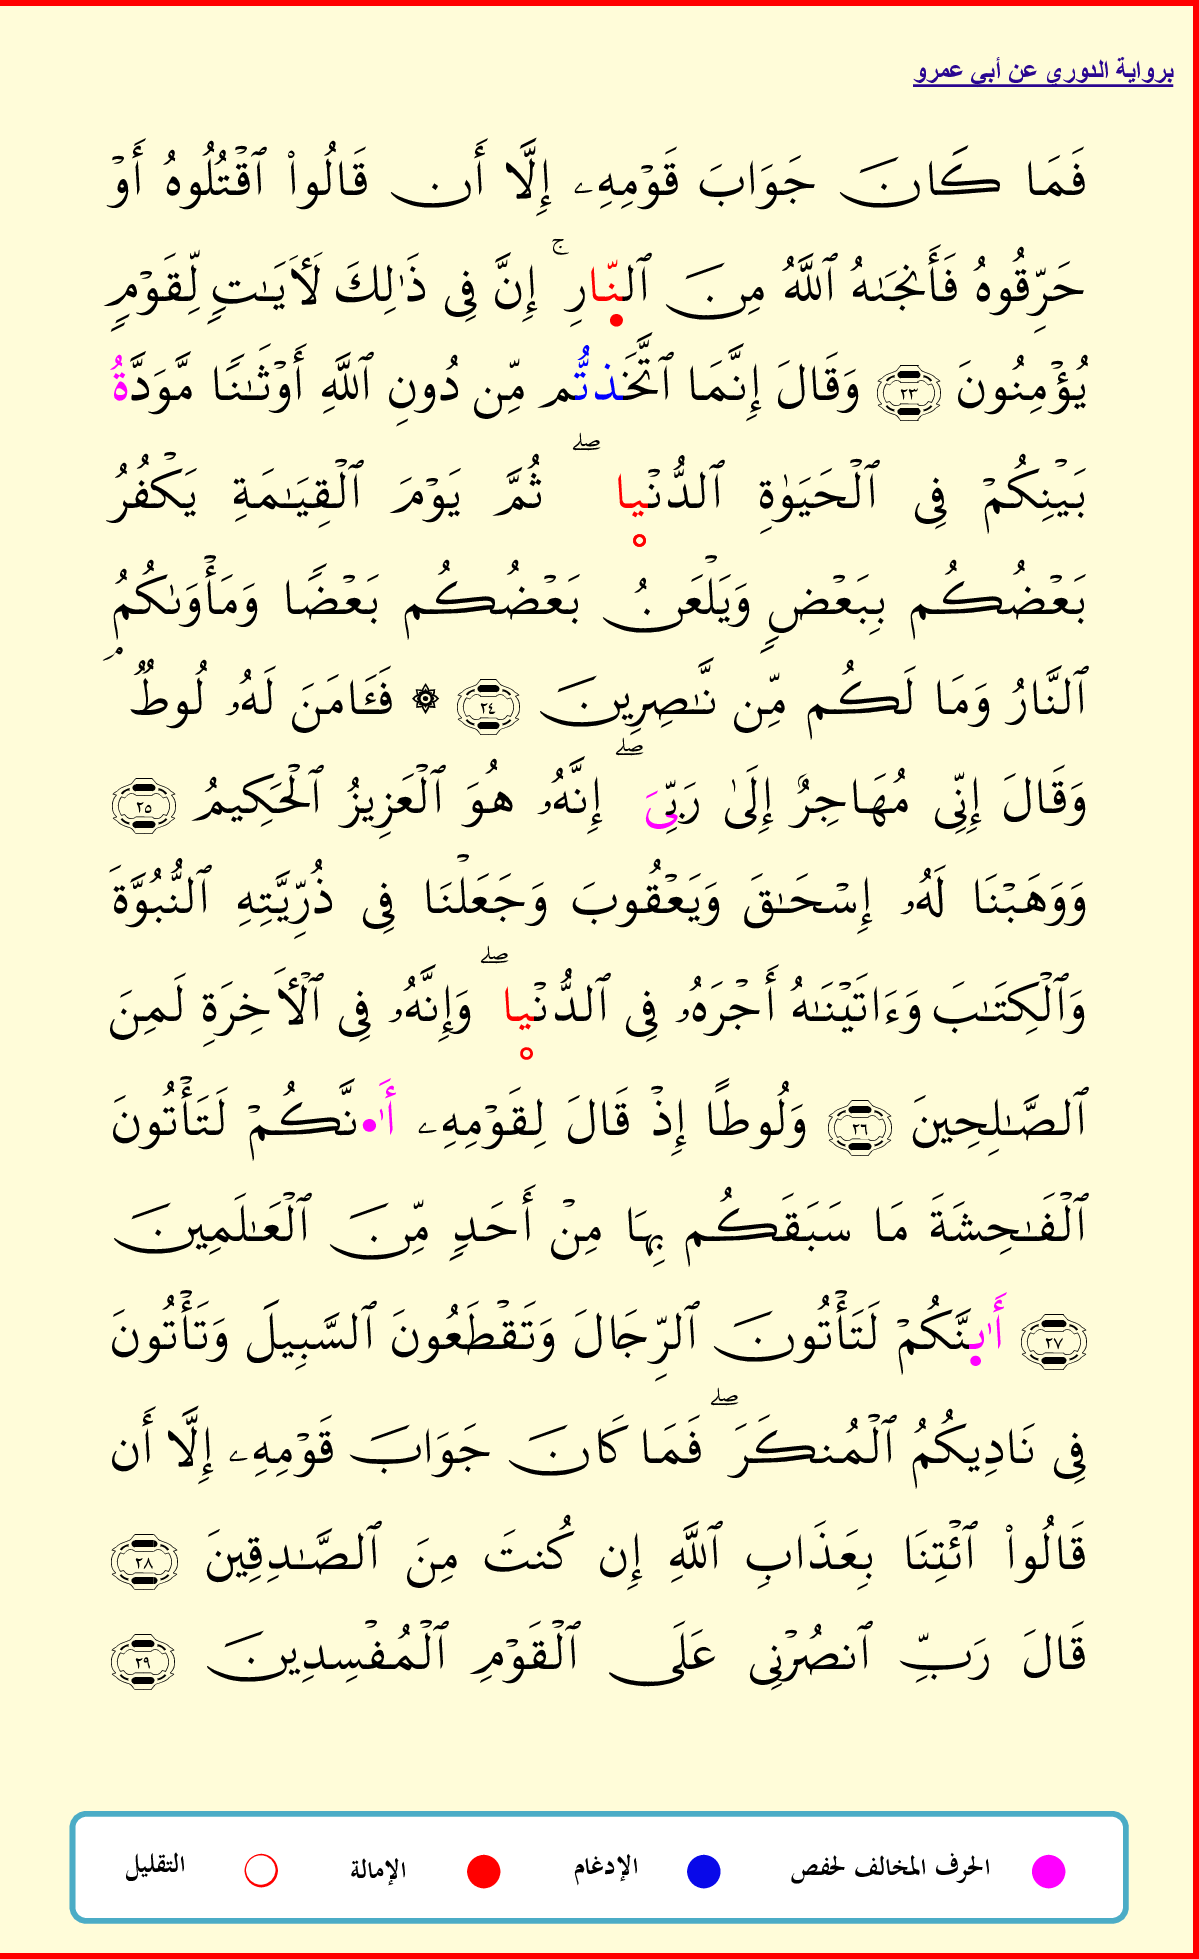 برواية الدوري عن أبي عمرو
فَمَا كَانَ جَوَابَ قَوْمِهِۦ إِلَّا أَن قَالُوا۟ ٱقْتُلُوهُ أَوْ
حَرِّقُوهُ فَأَنجَىٰهُ ٱللَّهُ مِنَ ٱلنّارِ ۚ إِنَّ فِى ذَٰلِكَ لَأَيَـٰتٍ لِّقَوْمٍ
يُؤْمِنُونَ ٢٣ وَقَالَ إِنَّمَا ٱتَّخَذتُّم مِّن دُونِ ٱللَّهِ أَوْثَـٰنًا مَّوَدَّةُ
بَيْنِكُمْ فِى ٱلْحَيَوٰةِ ٱلدُّنْيا ۖ ثُمَّ يَوْمَ ٱلْقِيَـٰمَةِ يَكْفُرُ
بَعْضُكُم بِبَعْضٍ وَيَلْعَنُ بَعْضُكُم بَعْضًا وَمَأْوَىٰكُمُ
ٱلنَّارُ وَمَا لَكُم مِّن نَّـٰصِرِينَ ٢٤ ۞ فَـَٔامَنَ لَهُۥ لُوطٌ ۘ
وَقَالَ إِنِّى مُهَاجِرٌ إِلَىٰ رَبِّىَ ۖ إِنَّهُۥ هُوَ ٱلْعَزِيزُ ٱلْحَكِيمُ ٢٥
وَوَهَبْنَا لَهُۥ إِسْحَـٰقَ وَيَعْقُوبَ وَجَعَلْنَا فِى ذُرِّيَّتِهِ ٱلنُّبُوَّةَ
وَٱلْكِتَـٰبَ وَءَاتَيْنَـٰهُ أَجْرَهُۥ فِى ٱلدُّنْيا ۖ وَإِنَّهُۥ فِى ٱلْأَخِرَةِ لَمِنَ
ٱلصَّـٰلِحِينَ ٢٦ وَلُوطًا إِذْ قَالَ لِقَوْمِهِۦ أَ ٰ۬نَّكُمْ لَتَأْتُونَ
ٱلْفَـٰحِشَةَ مَا سَبَقَكُم بِهَا مِنْ أَحَدٍ مِّنَ ٱلْعَـٰلَمِينَ
٢٧ أَ ٰى۪نَّكُمْ لَتَأْتُونَ ٱلرِّجَالَ وَتَقْطَعُونَ ٱلسَّبِيلَ وَتَأْتُونَ
فِى نَادِيكُمُ ٱلْمُنكَرَ ۖ فَمَا كَانَ جَوَابَ قَوْمِهِۦ إِلَّا أَن
قَالُوا۟ ٱئْتِنَا بِعَذَابِ ٱللَّهِ إِن كُنتَ مِنَ ٱلصَّـٰدِقِينَ ٢٨
قَالَ رَبِّ ٱنصُرْنِى عَلَى ٱلْقَوْمِ ٱلْمُفْسِدِينَ ٢٩
الحرف المخالف لحفص الإدغام الإمالة التقليل